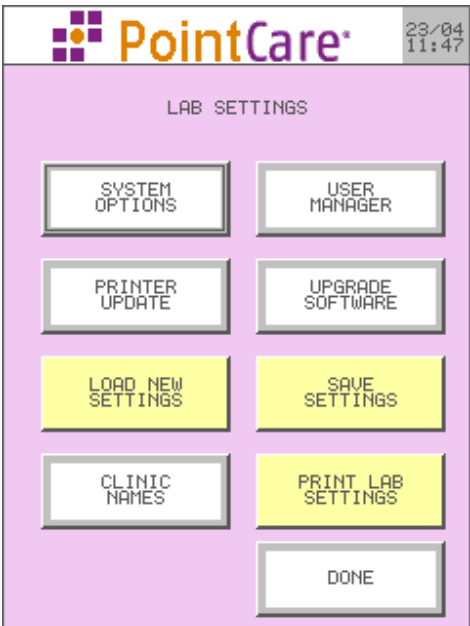 PointCare
23/04
11:47
LAB SETTINGS
SYSTEM
OPTIONS
USER
MANAGER
PRINTER
UPDATE
UPGRADE
SOFTWARE
LOAD NEW
SETTINGS
SAVE
SETTINGS
CLINIC
NAMES
PRINT LAB
SETTINGS
DONE